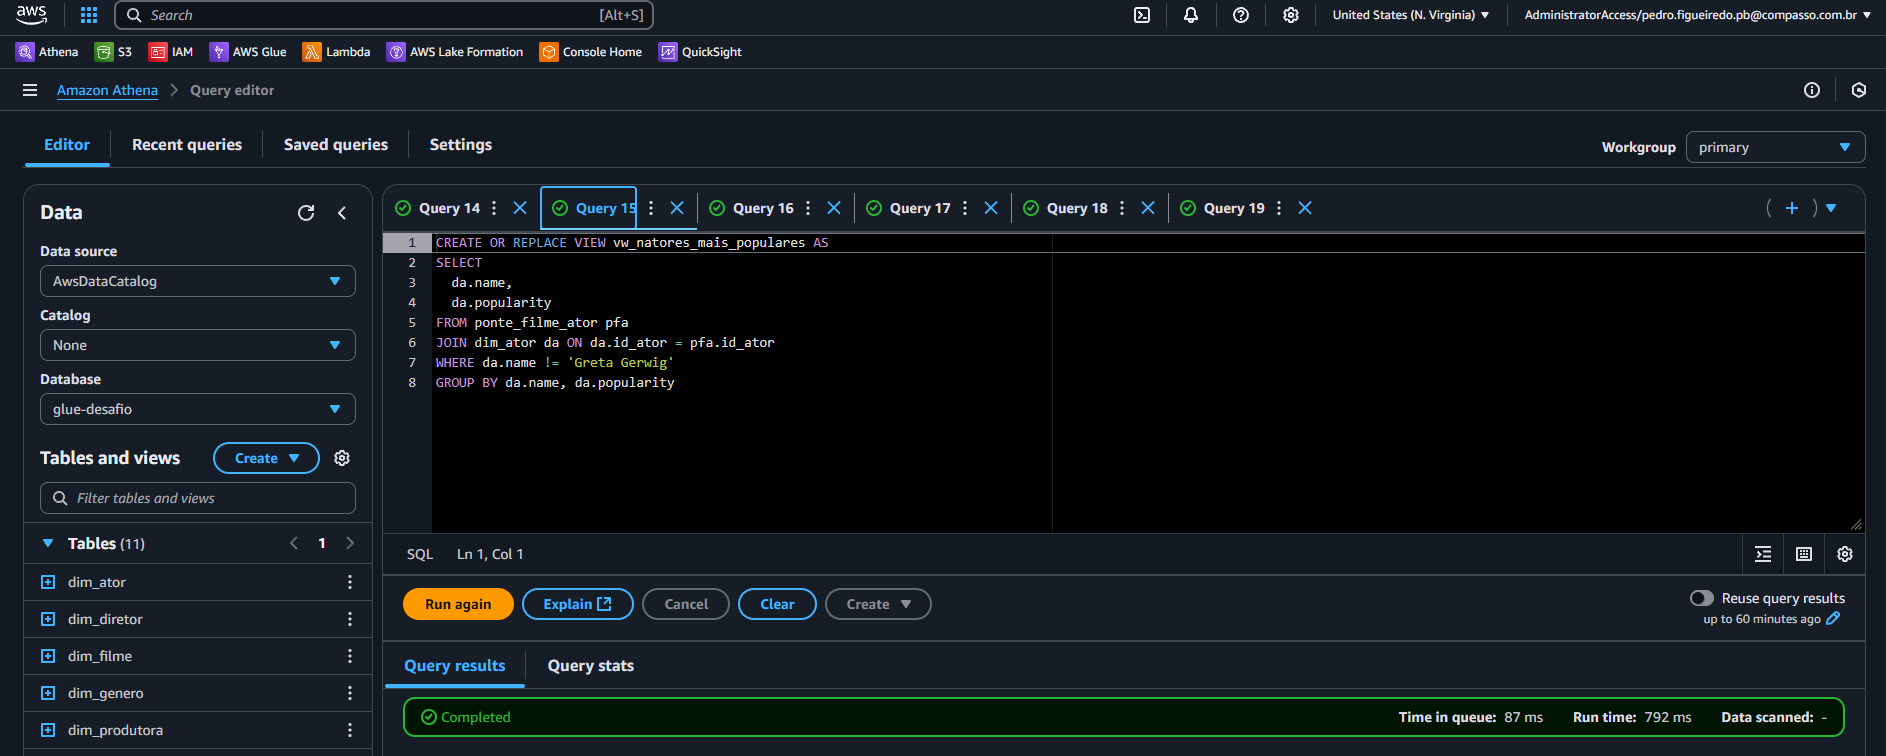 aws
Search [Alt+S]
United States (N. Virginia) AdministratorAccess/pedro.figueiredo.pb@compasso.com.br
Athena S3 IAM AWS Glue Lambda AWS Lake Formation Console Home QuickSight
Amazon Athena Query editor
Editor Recent queries Saved queries Settings
Workgroup primary
Data
Data source
AwsDataCatalog
Catalog
None
Database
glue-desafio
Tables and views Create
Filter tables and views
Tables (11) 1
dim_ator
dim_diretor
dim_filme
dim_genero
dim_produtora
Query 14 Query 15 Query 16 Query 17 Query 18 Query 19
1 CREATE OR REPLACE VIEW vw_natores_mais_populares AS
2 SELECT
3 da.name,
4 da.popularity
5 FROM ponte_filme_ator pfa
6 JOIN dim_ator da ON da.id_ator = pfa.id_ator
7 WHERE da.name != 'Greta Gerwig'
8 GROUP BY da.name, da.popularity
SQL Ln 1, Col 1
Run again Explain Cancel Clear Create
Reuse query results
up to 60 minutes ago
Query results Query stats
Completed Time in queue: 87 ms Run time: 792 ms Data scanned: -